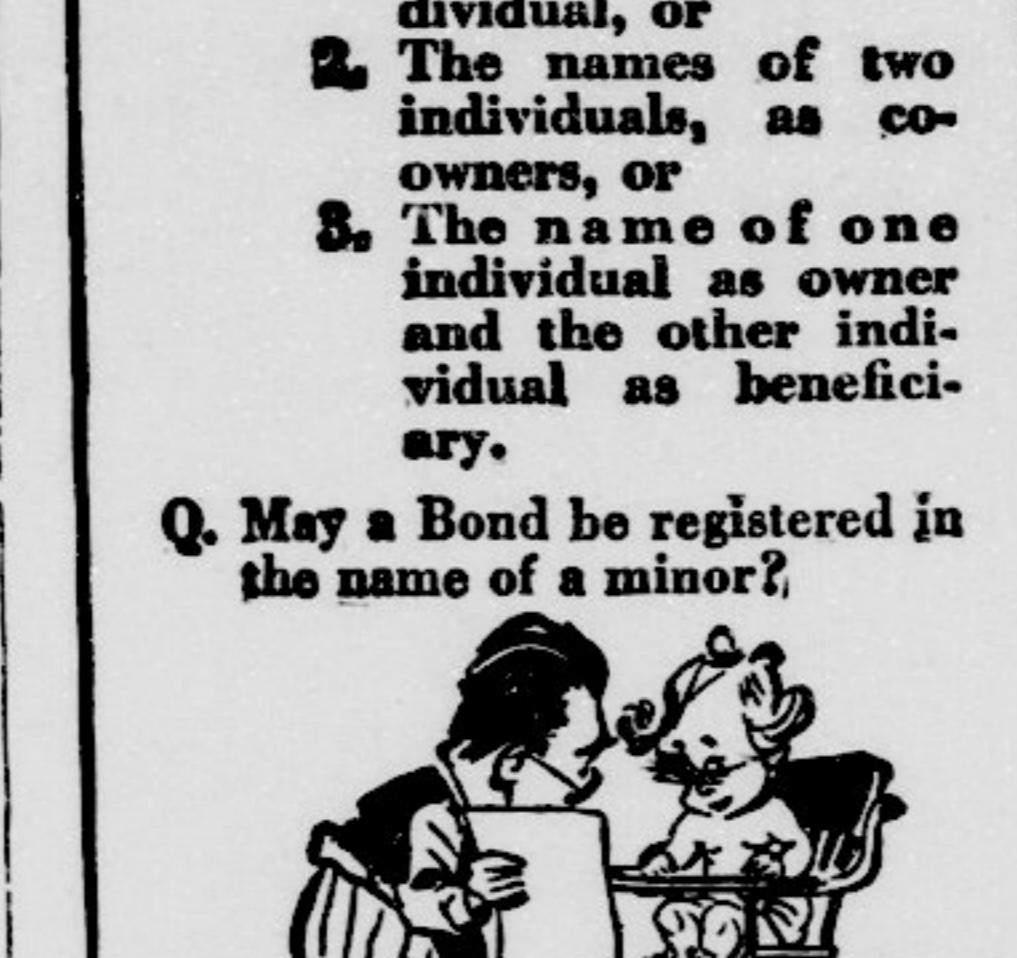 dividual, or
2. The names of two
individuals, as co-
owners, or
3. The name of one
individual as owner
and the other indi-
vidual as benefici-
ary.
Q. May a Bond be registered in
the name of a minor?